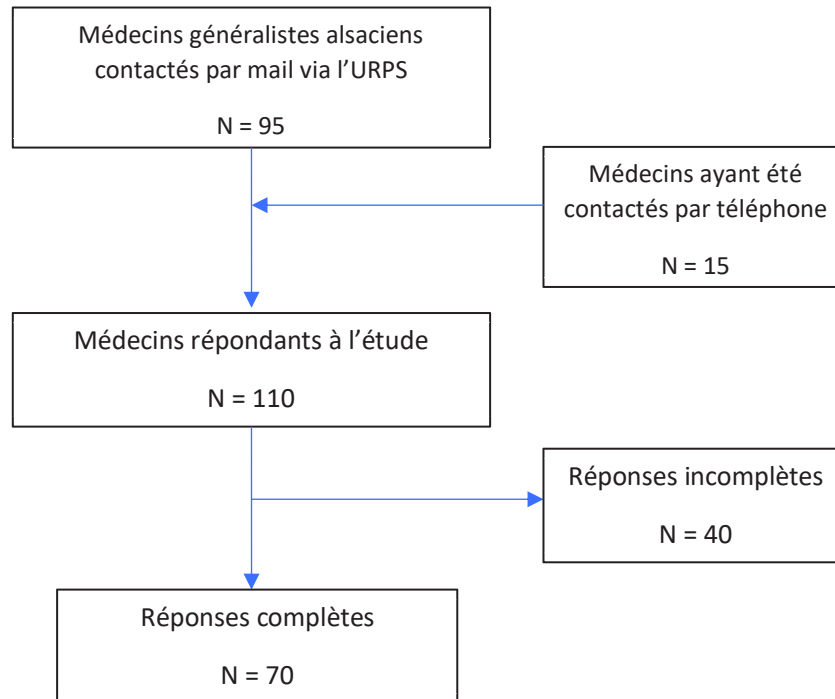 Médecins généralistes alsaciens
contactés par mail via l’URPS
N = 95
Médecins ayant été
contactés par téléphone
N = 15
Médecins répondants à l’étude
N = 110
Réponses incomplètes
N = 40
Réponses complètes
N = 70